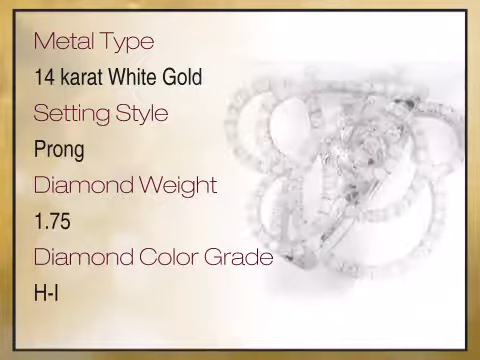 Metal Type
14 karat White Gold
Setting Style
Prong
Diamond Weight
1.75
Diamond Color Grade
H-I